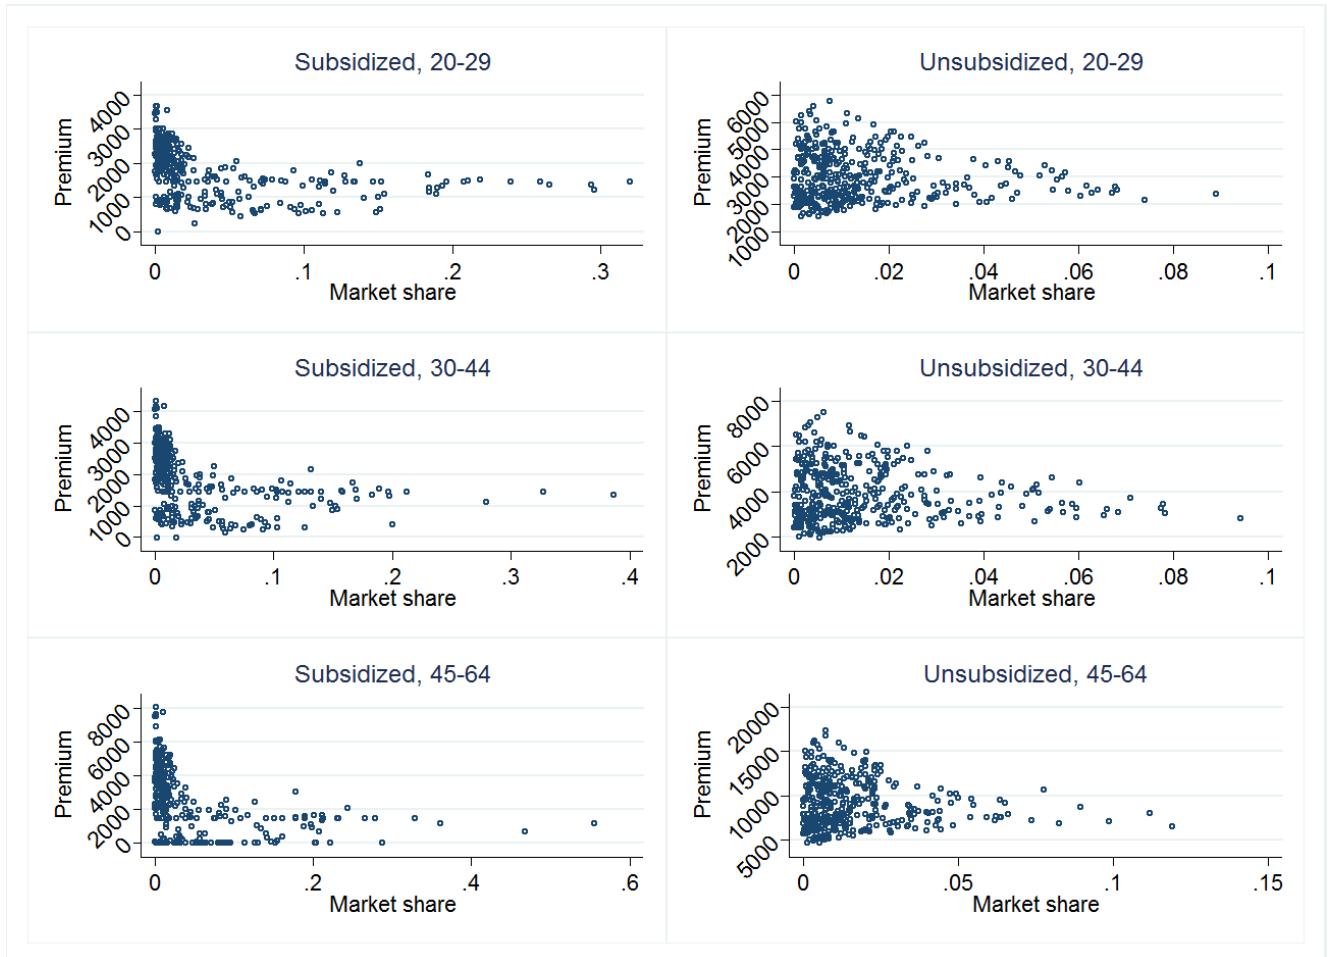 Subsidized, 20-29
Premium
4000
3000
2000
1000
0
0 .1 .2 .3
Market share
Unsubsidized, 20-29
Premium
6000
5000
4000
3000
2000
1000
0 .02 .04 .06 .08 .1
Market share
Subsidized, 30-44
Premium
4000
3000
2000
1000
0
0 .1 .2 .3 .4
Market share
Unsubsidized, 30-44
Premium
8000
6000
4000
2000
0 .02 .04 .06 .08 .1
Market share
Subsidized, 45-64
Premium
8000
6000
4000
2000
0
0 .2 .4 .6
Market share
Unsubsidized, 45-64
Premium
20000
15000
10000
5000
0 .05 .1 .15
Market share